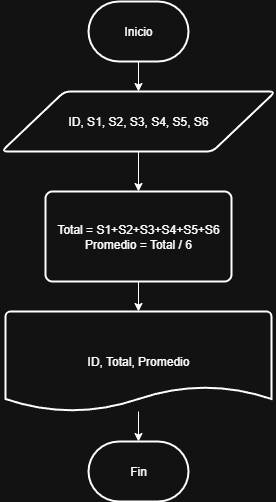 Inicio
ID, S1, S2, S3, S4, S5, S6
Total = S1+S2+S3+S4+S5+S6
Promedio = Total / 6
ID, Total, Promedio
Fin